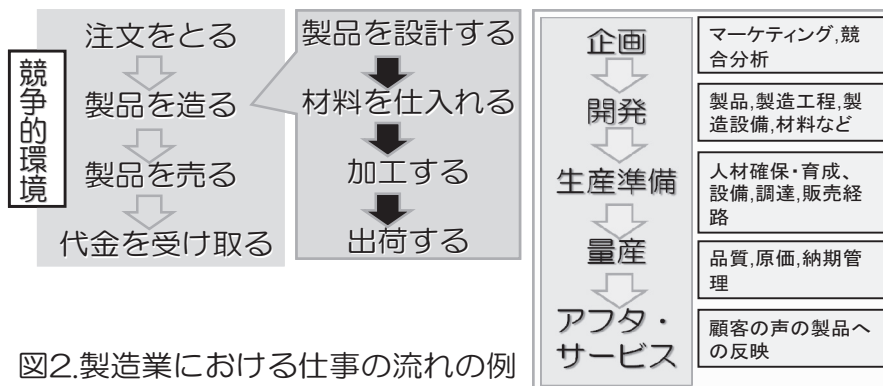 競争的環境
注文をとる
製品を造る
製品を売る
代金を受け取る
製品を設計する
材料を仕入れる
加工する
出荷する
企画
マーケティング,競
合分析
開発
製品,製造工程,製
造設備,材料など
生産準備
人材確保・育成、
設備,調達,販売経
路
量産
品質,原価,納期管
理
アフタ・
サービス
顧客の声の製品へ
の反映
図2.製造業における仕事の流れの例